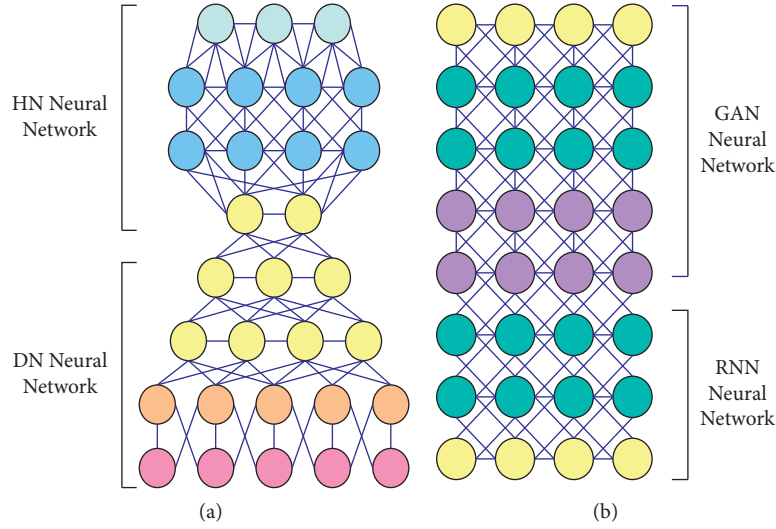 HN Neural
Network
DN Neural
Network
(a)
GAN
Neural
Network
RNN
Neural
Network
(b)